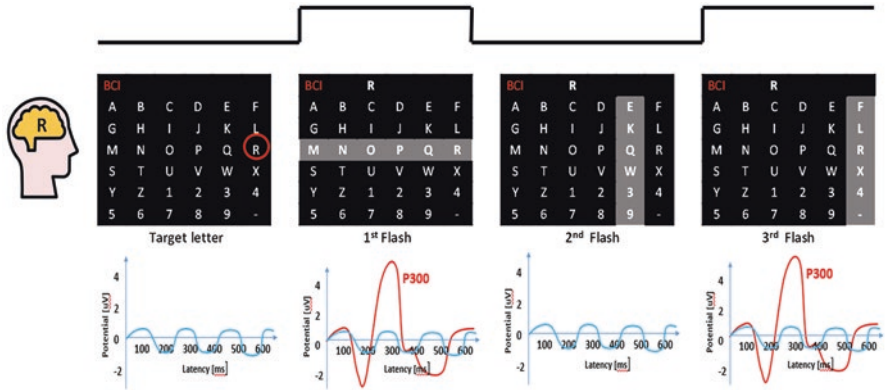 R
BCI
A B C D E F
G H I J K L
M N O P Q R
S T U V W X
Y Z 1 2 3 4
5 6 7 8 9 -
Target letter
BCI R
A B C D E F
G H I J K L
M N O P Q R
S T U V W X
Y Z 1 2 3 4
5 6 7 8 9 -
1st Flash
BCI R
A B C D E F
G H I J K L
M N O P Q R
S T U V W X
Y Z 1 2 3 4
5 6 7 8 9 -
2nd Flash
BCI R
A B C D E F
G H I J K L
M N O P Q R
S T U V W X
Y Z 1 2 3 4
5 6 7 8 9 -
3rd Flash
Potential [uV]
4
2
0
-2
100 200 300 400 500 600
Latency [ms]
Potential [uV]
4
2
0
-2
P300
100 200 300 400 500 600
Latency [ms]
Potential [uV]
4
2
0
-2
100 200 300 400 500 600
Latency [ms]
Potential [uV]
4
2
0
-2
P300
100 200 300 400 500 600
Latency [ms]